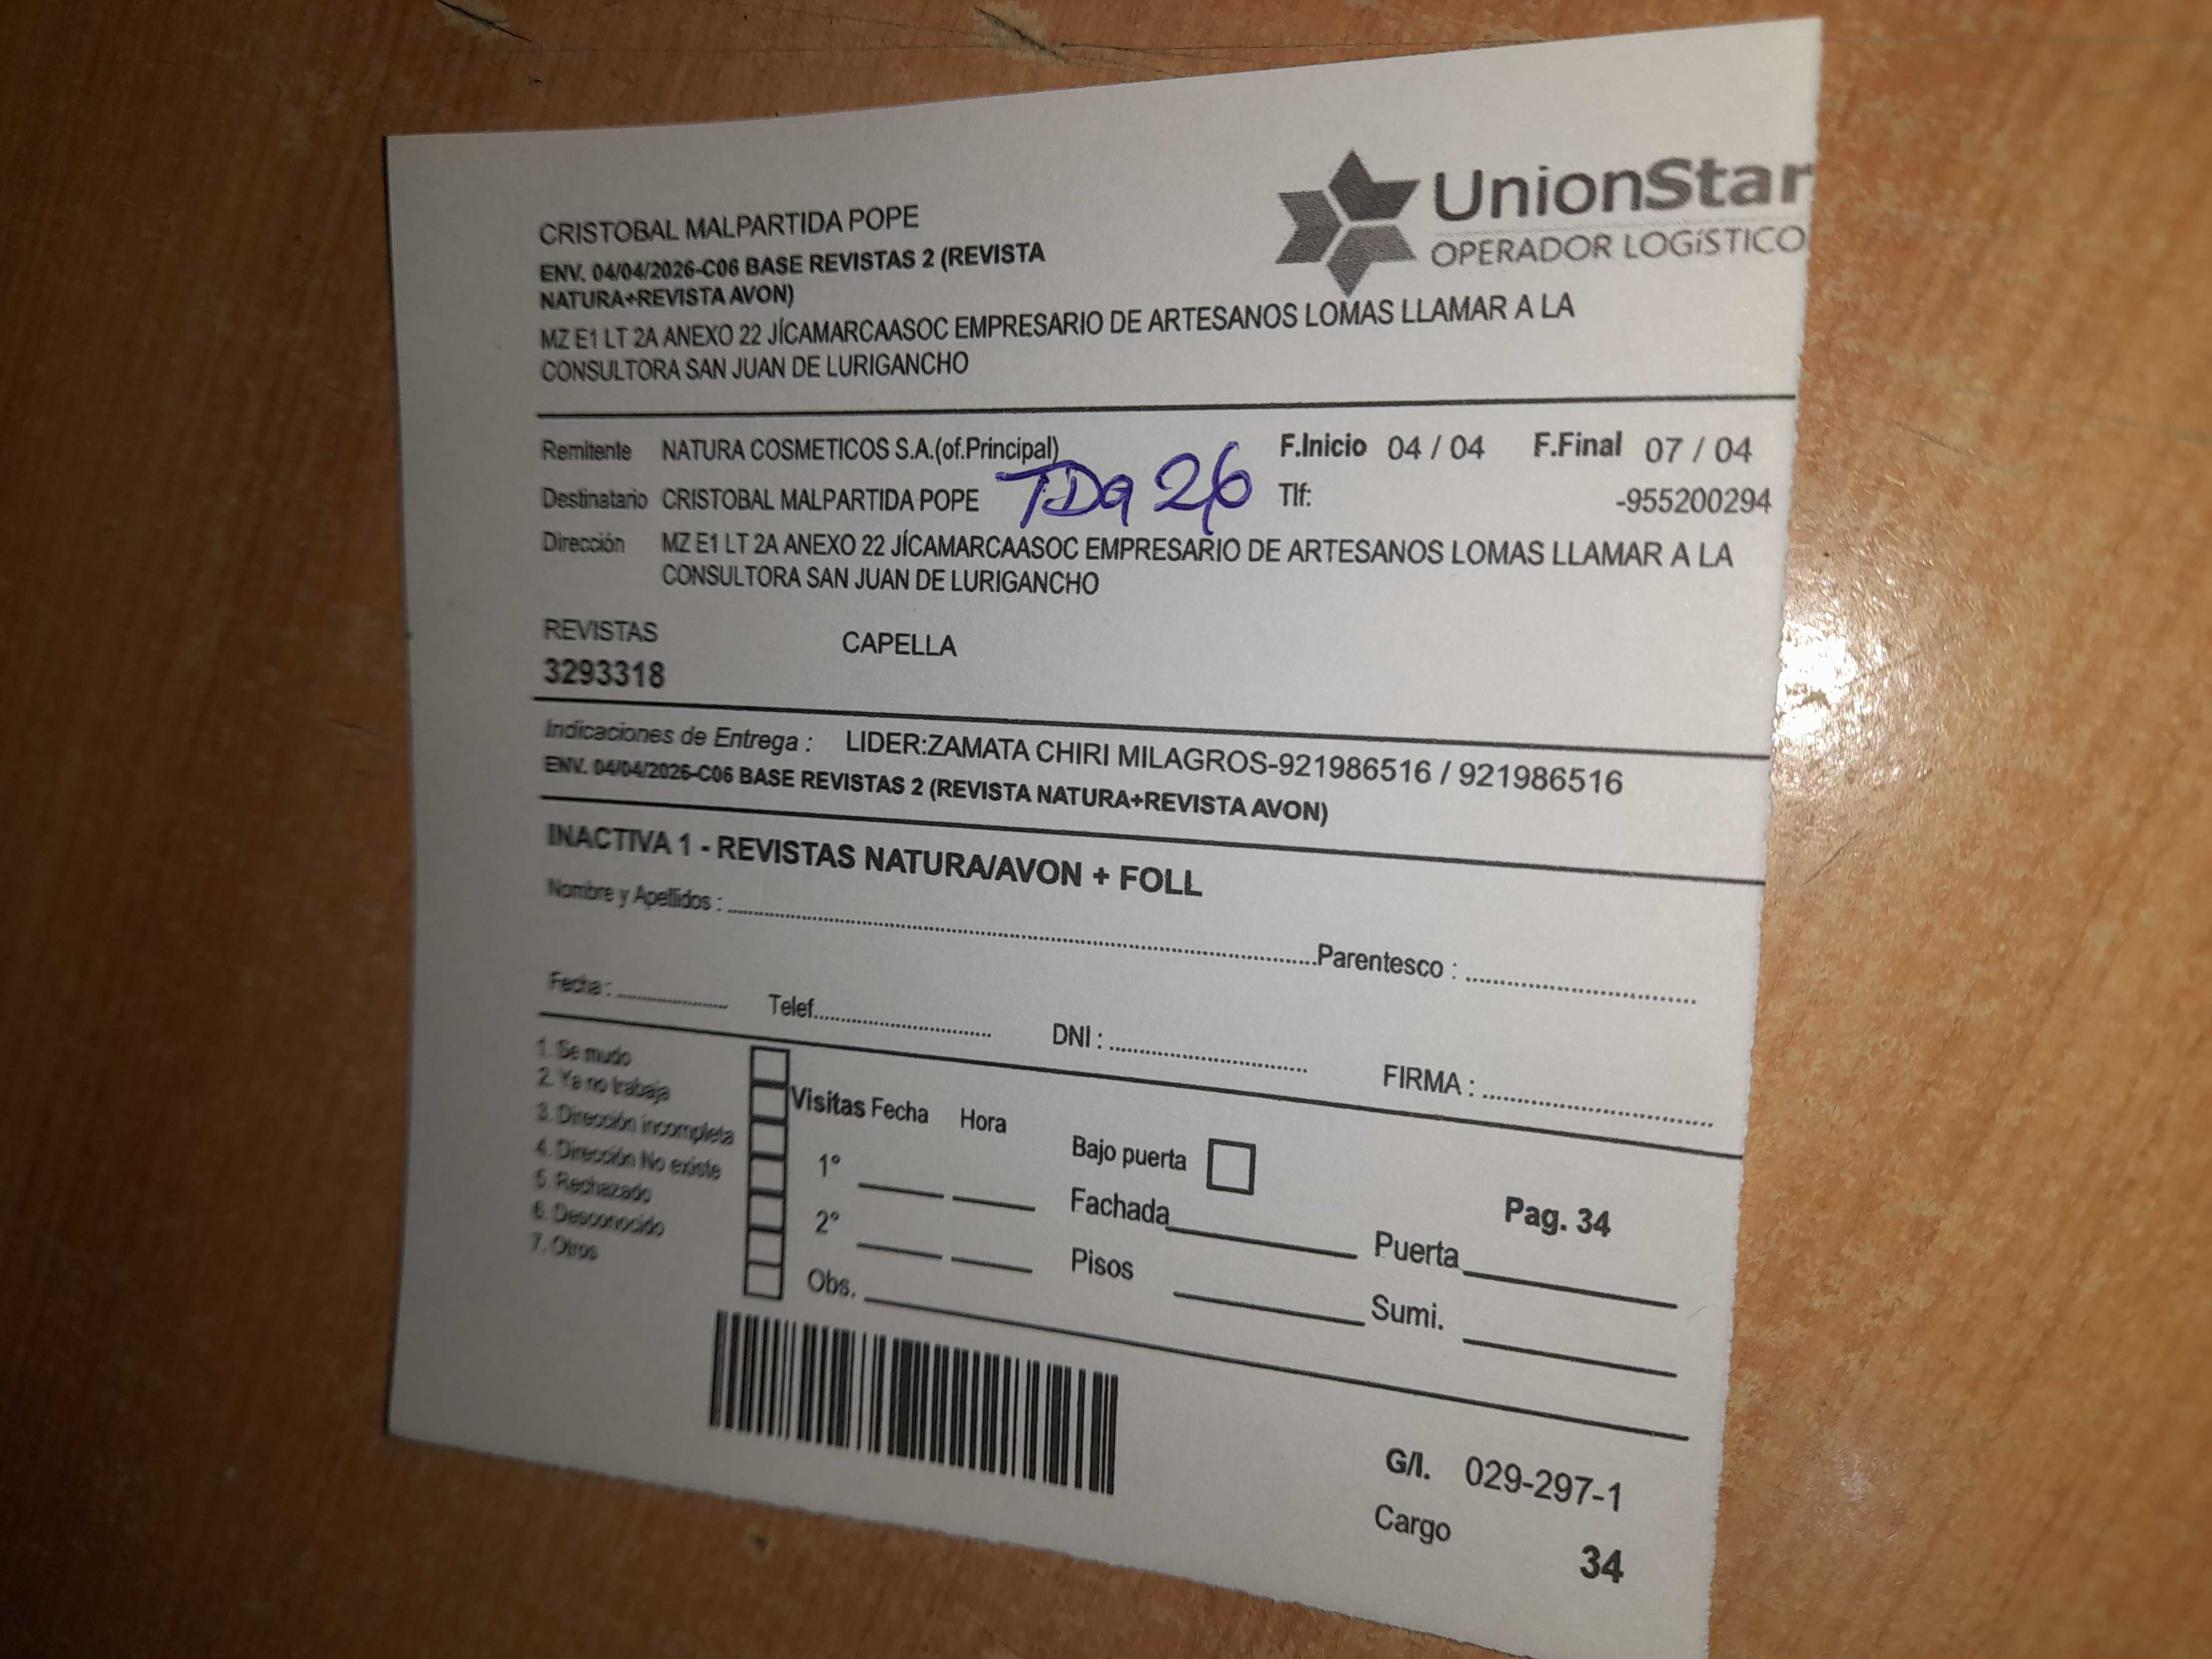 UnionStar
OPERADOR LOGíSTICO
CRISTOBAL MALPARTIDA POPE
ENV. 04/04/2026-C06 BASE REVISTAS 2 (REVISTA
NATURA+REVISTA AVON)
MZ E1 LT 2A ANEXO 22 JÍCAMARCAASOC EMPRESARIO DE ARTESANOS LOMAS LLAMAR A LA
CONSULTORA SAN JUAN DE LURIGANCHO
Remitente NATURA COSMETICOS S.A.(of.Principal) F.Inicio 04 / 04 F.Final 07 / 04
Destinatario CRISTOBAL MALPARTIDA POPE Tlf: -955200294
Dirección MZ E1 LT 2A ANEXO 22 JÍCAMARCAASOC EMPRESARIO DE ARTESANOS LOMAS LLAMAR A LA
CONSULTORA SAN JUAN DE LURIGANCHO
REVISTAS CAPELLA
3293318
Indicaciones de Entrega : LIDER:ZAMATA CHIRI MILAGROS-921986516 / 921986516
ENV. 04/04/2026-C06 BASE REVISTAS 2 (REVISTA NATURA+REVISTA AVON)
INACTIVA 1 - REVISTAS NATURA/AVON + FOLL
Nombre y Apellidos : Parentesco :
Fecha: Telef. DNI : FIRMA :
1. Se mudo
2. Ya no trabaja
3. Dirección incompleta
4. Dirección No existe
5. Rechazado
6. Desconocido
7. Otros
Visitas Fecha Hora
1°
2°
Obs.
Bajo puerta
Fachada Puerta
Pisos Sumi.
Pag. 34
G/I. 029-297-1
Cargo 34